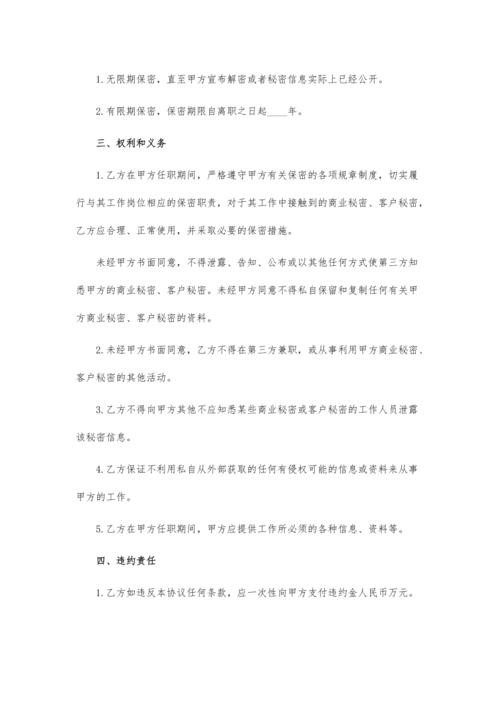 1.无限期保密，直至甲方宣布解密或者秘密信息实际上已经公开。
2.有限期保密，保密期限自离职之日起____年。
三、权利和义务
1.乙方在甲方任职期间，严格遵守甲方有关保密的各项规章制度，切实履
行与其工作岗位相应的保密职责，对于其工作中接触到的商业秘密、客户秘密，
乙方应合理、正常使用，并采取必要的保密措施。
未经甲方书面同意，不得泄露、告知、公布或以其他任何方式使第三方知
悉甲方的商业秘密、客户秘密。未经甲方同意不得私自保留和复制任何有关甲
方商业秘密、客户秘密的资料。
2.未经甲方书面同意，乙方不得在第三方兼职，或从事利用甲方商业秘密、
客户秘密的其他活动。
3.乙方不得向甲方其他不应知悉某些商业秘密或客户秘密的工作人员泄露
该秘密信息。
4.乙方保证不利用私自从外部获取的任何有侵权可能的信息或资料来从事
甲方的工作。
5.乙方在甲方任职期间，甲方应提供工作所必须的各种信息、资料等。
四、违约责任
1.乙方如违反本协议任何条款，应一次性向甲方支付违约金人民币万元。